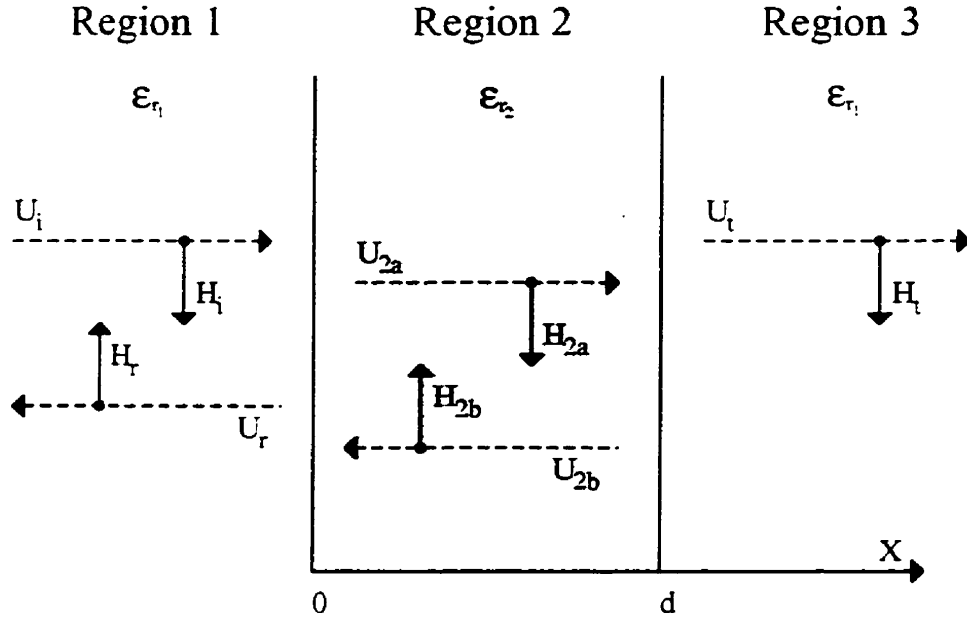 Region 1 Region 2 Region 3
εr1 εr2 εr1
Ui Ut
U2a
Hi Ht
H2a
Hr
H2b
Ur
U2b
X
0 d